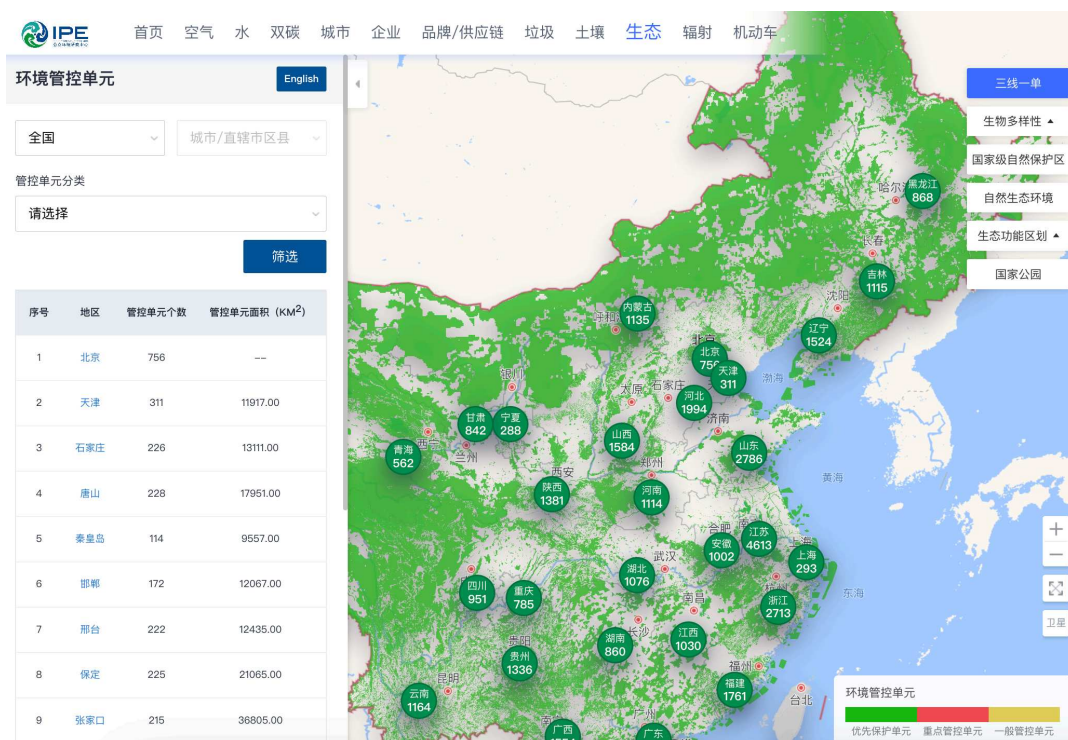 IPE
首页 空气 水 双碳 城市 企业 品牌/供应链 垃圾 土壤 生态 辐射 机动车
环境管控单元
English
全国
城市/直辖市区县
管控单元分类
请选择
筛选
序号 地区 管控单元个数 管控单元面积（KM²）
1 北京 756 --
2 天津 311 11917.00
3 石家庄 226 13111.00
4 唐山 228 17951.00
5 秦皇岛 114 9557.00
6 邯郸 172 12067.00
7 邢台 222 12435.00
8 保定 225 21065.00
9 张家口 215 36805.00
三线一单
生物多样性
国家级自然保护区
自然生态环境
生态功能区划
国家公园
哈尔
黑龙江
868
长春
吉林
1115
沈阳
内蒙古
1135
呼和
辽宁
1524
北京
北京
756
天津
311
渤海
银川
太原
石家庄
河北
1994
济南
甘肃
842
宁夏
288
山西
1584
山东
2786
青海
562
西宁
兰州
郑州
西安
黄海
陕西
1381
河南
1114
合肥
安徽
1002
江苏
4613
上海
上海
293
武汉
湖北
1076
四川
951
重庆
785
南昌
浙江
2713
东海
长沙
湖南
860
江西
1030
贵阳
贵州
1336
福州
福建
1761
昆明
云南
1164
台北
广州
广西
广东
卫星
环境管控单元
优先保护单元 重点管控单元 一般管控单元